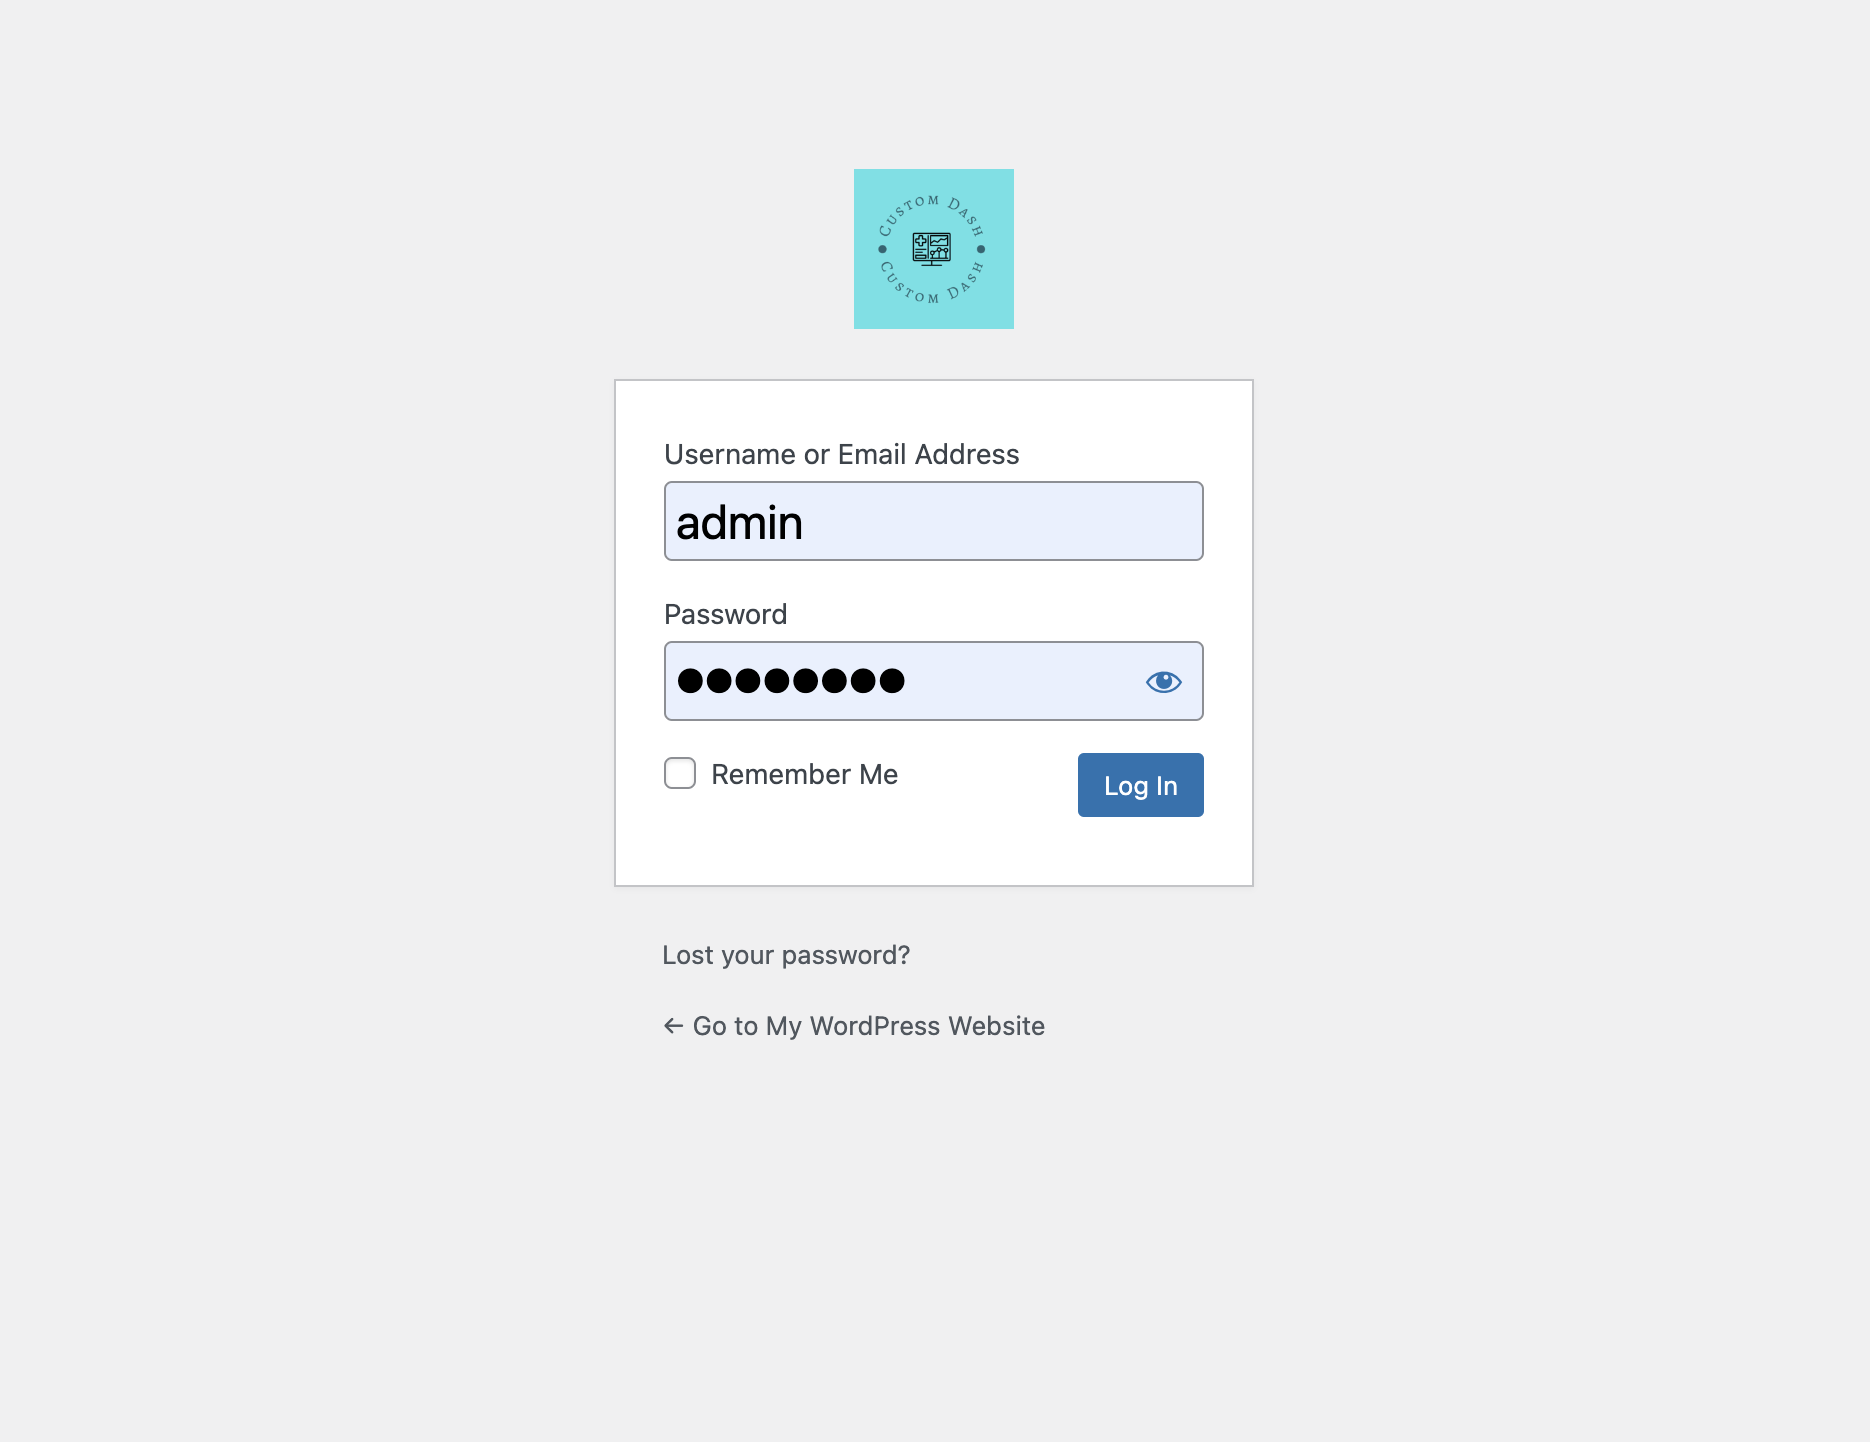 Custom Dash
Custom Dash
Username or Email Address
admin
Password
Remember Me
Log In
Lost your password?
← Go to My WordPress Website